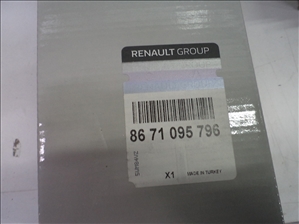 RENAULT GROUP
86 71 095 796
X1 MADE IN TURKEY